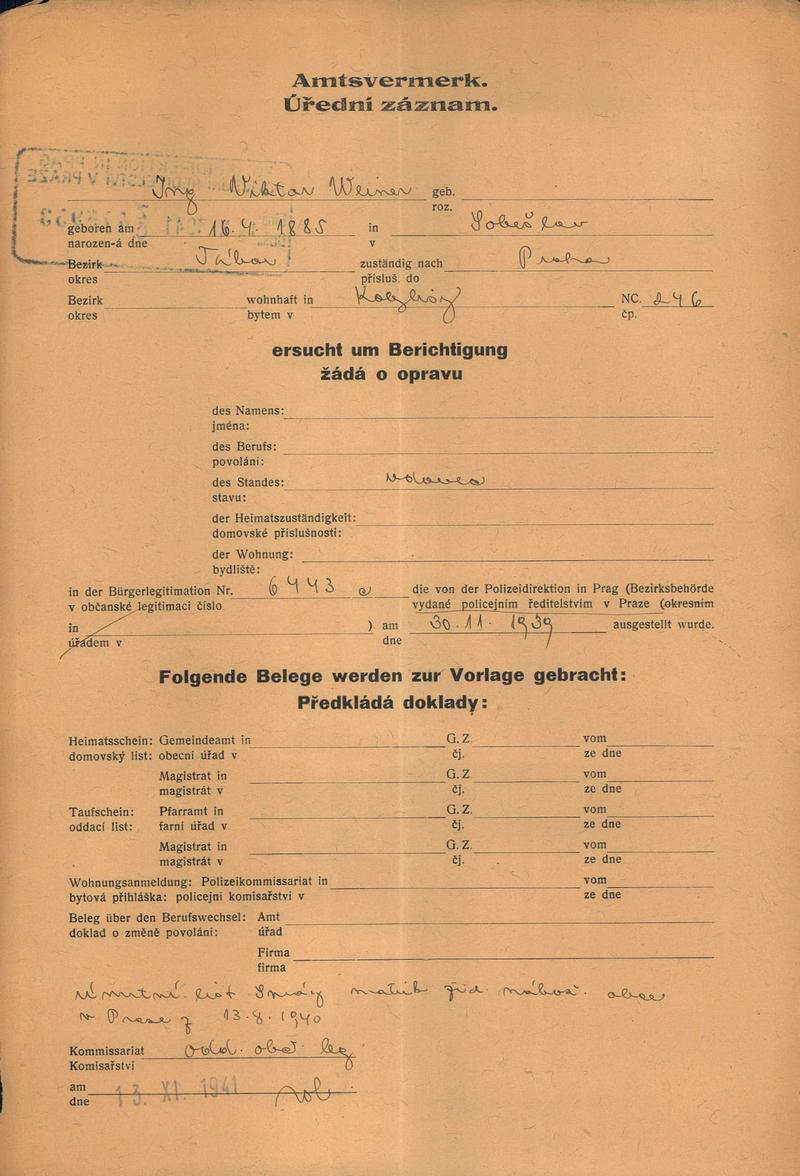 Amtsvermerk.
Úřední záznam.
Ing Viktor Weiner geb.
roz.
geboren am 16.4.1885 in Soběslav
narozen-á dne v
Bezirk Tábor zuständig nach Praha
okres přísluš. do
Bezirk wohnhaft in Kobylisy NC. 246
okres bytem v čp.
ersucht um Berichtigung
žádá o opravu
des Namens:
jména:
des Berufs:
povoláni:
des Standes: vdovec
stavu:
der Heimatszuständigkeit:
domovské příslušnosti:
der Wohnung:
bydliště:
in der Bürgerlegitimation Nr. 6443 die von der Polizeidirektion in Prag (Bezirksbehörde
v občanské legitimaci číslo vydané policejním ředitelstvím v Praze (okresním
in ) am 30.11.1939 ausgestellt wurde.
úřadem v dne
Folgende Belege werden zur Vorlage gebracht:
Předkládá doklady:
Heimatsschein: Gemeindeamt in G. Z. vom
domovský list: obecní úřad v čj. ze dne
Magistrat in G. Z. vom
magistrát v čj. ze dne
Taufschein: Pfarramt in G. Z. vom
oddací list: farní úřad v čj. ze dne
Magistrat in G. Z. vom
magistrát v čj. ze dne
Wohnungsanmeldung: Polizeikommissariat in vom
bytová přihláška: policejní komisařství v ze dne
Beleg über den Berufswechsel: Amt
doklad o změně povolání: úřad
Firma
firma
Úmrtní list matrik žid. nábož. obce
v Praze z 13.8.1940
Kommissariat odd. obč. leg
Komisařství
am 13. XI. 1941
dne